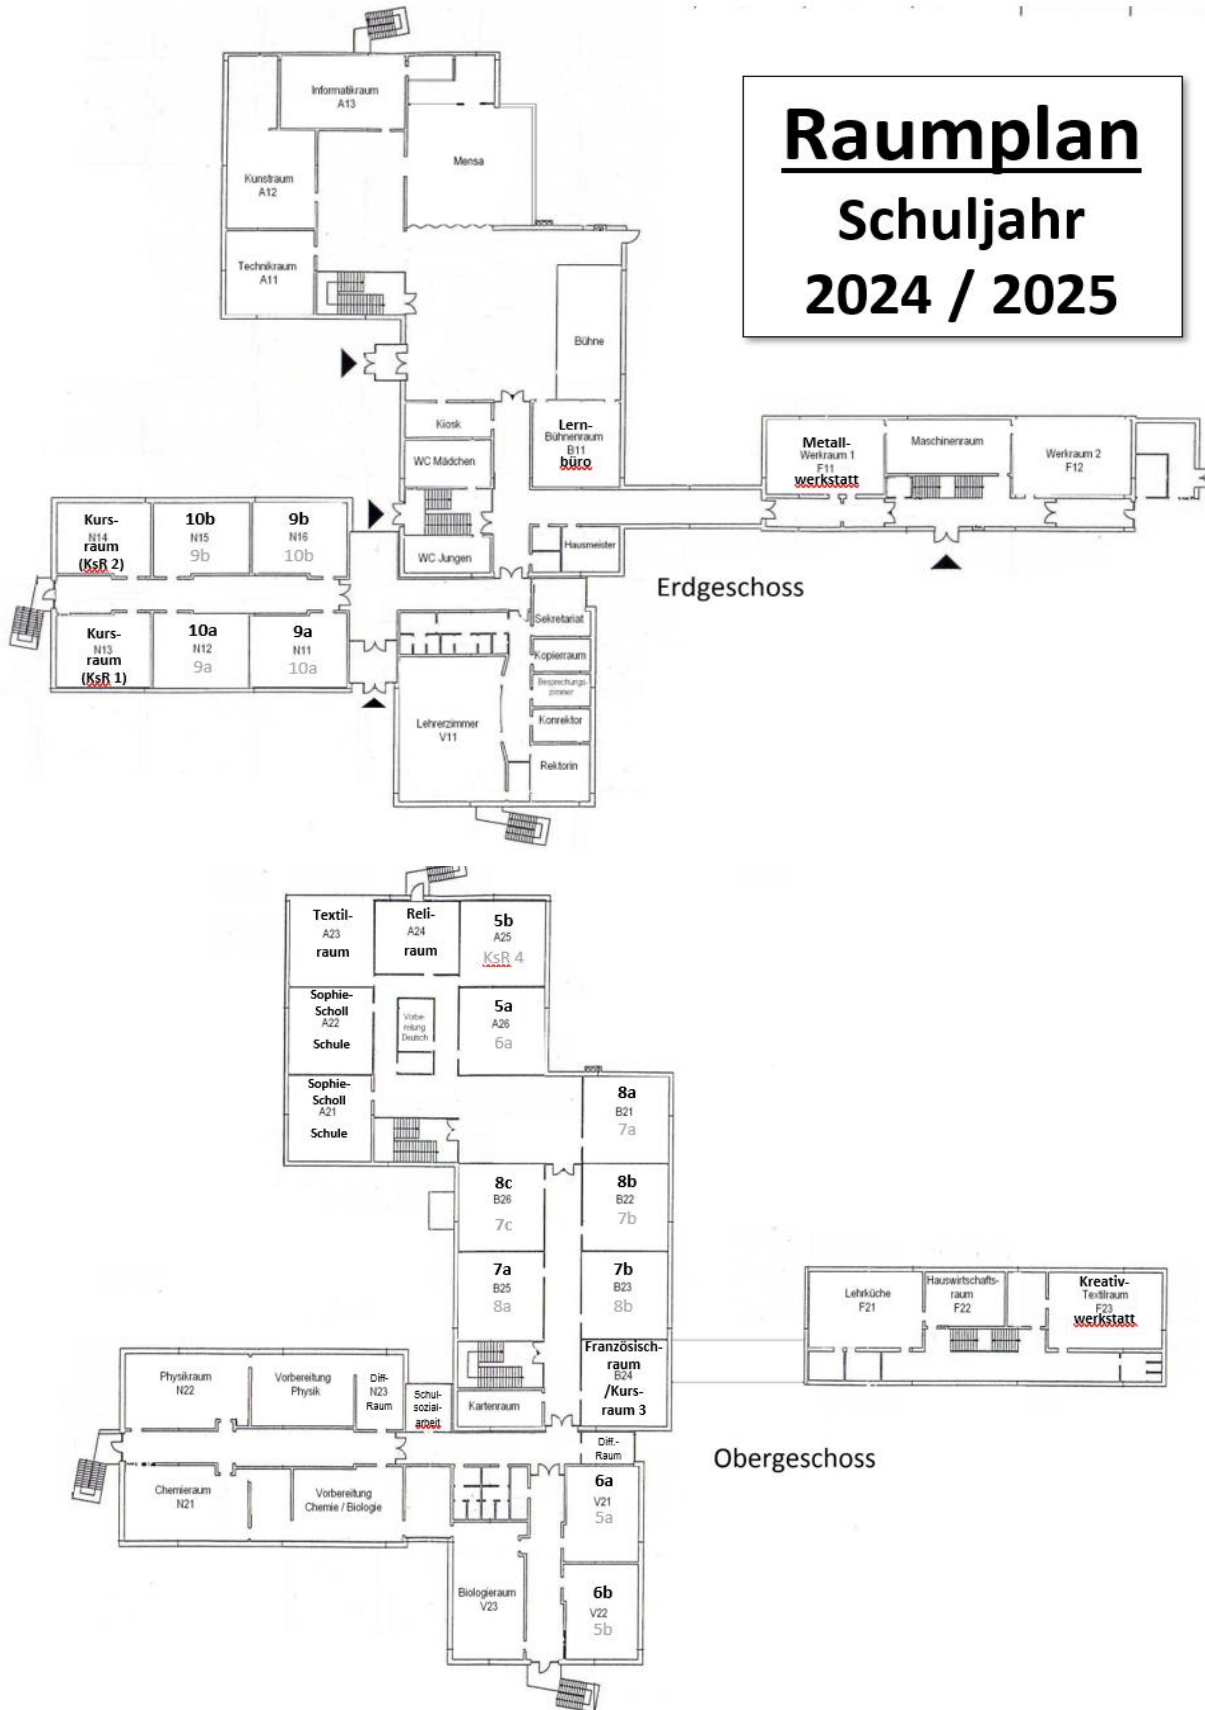 Raumplan
Schuljahr
2024 / 2025
Informatikraum
A13
Mensa
Kunstraum
A12
Technikraum
A11
Bühne
Kiosk
Lern-
Bühnenraum
B11
büro
WC Mädchen
WC Jungen
Hausmeister
Metall-
Werkraum 1
F11
werkstatt
Maschinenraum
Werkraum 2
F12
Erdgeschoss
Kurs-
N14
raum
(KsR 2)
10b
N15
9b
9b
N16
10b
Kurs-
N13
raum
(KsR 1)
10a
N12
9a
9a
N11
10a
Sekretariat
Kopierraum
Besprechungs-
zimmer
Konrektor
Rektorin
Lehrerzimmer
V11
Textil-
A23
raum
Reli-
A24
raum
5b
A25
KsR 4
Sophie-
Scholl
A22
Schule
Vorbe-
reitung
Deutsch
5a
A26
6a
Sophie-
Scholl
A21
Schule
8a
B21
7a
8c
B26
7c
8b
B22
7b
7a
B25
8a
7b
B23
8b
Französisch-
raum
B24
/Kurs-
raum 3
Kartenraum
Lehrküche
F21
Hauswirtschafts-
raum
F22
Kreativ-
Textilraum
F23
werkstatt
Obergeschoss
Physikraum
N22
Vorbereitung
Physik
Diff-
N23
Raum
Schul-
sozial-
arbeit
Diff.-
Raum
Chemieraum
N21
Vorbereitung
Chemie / Biologie
6a
V21
5a
Biologieraum
V23
6b
V22
5b